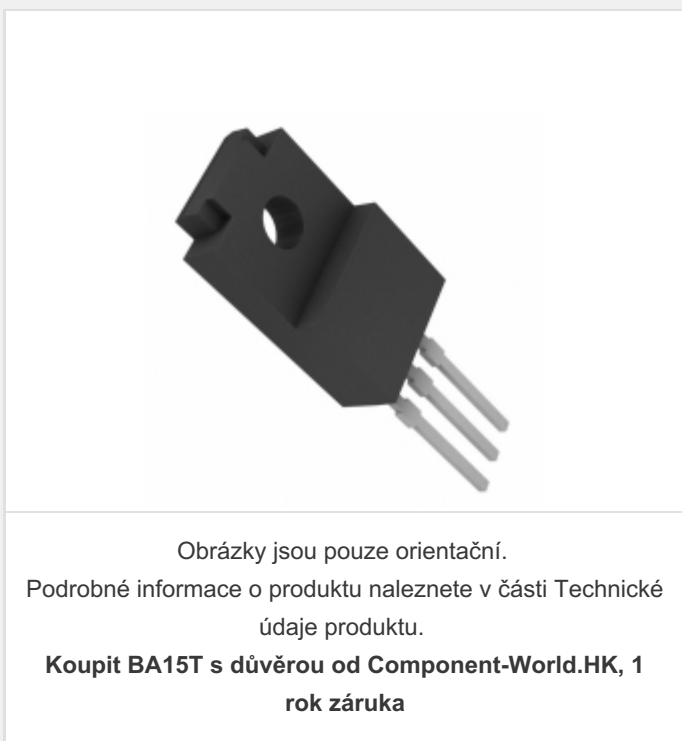 Obrázky jsou pouze orientační.
Podrobné informace o produktu naleznete v části Technické
údaje produktu.
Koupit BA15T s důvěrou od Component-World.HK, 1
rok záruka